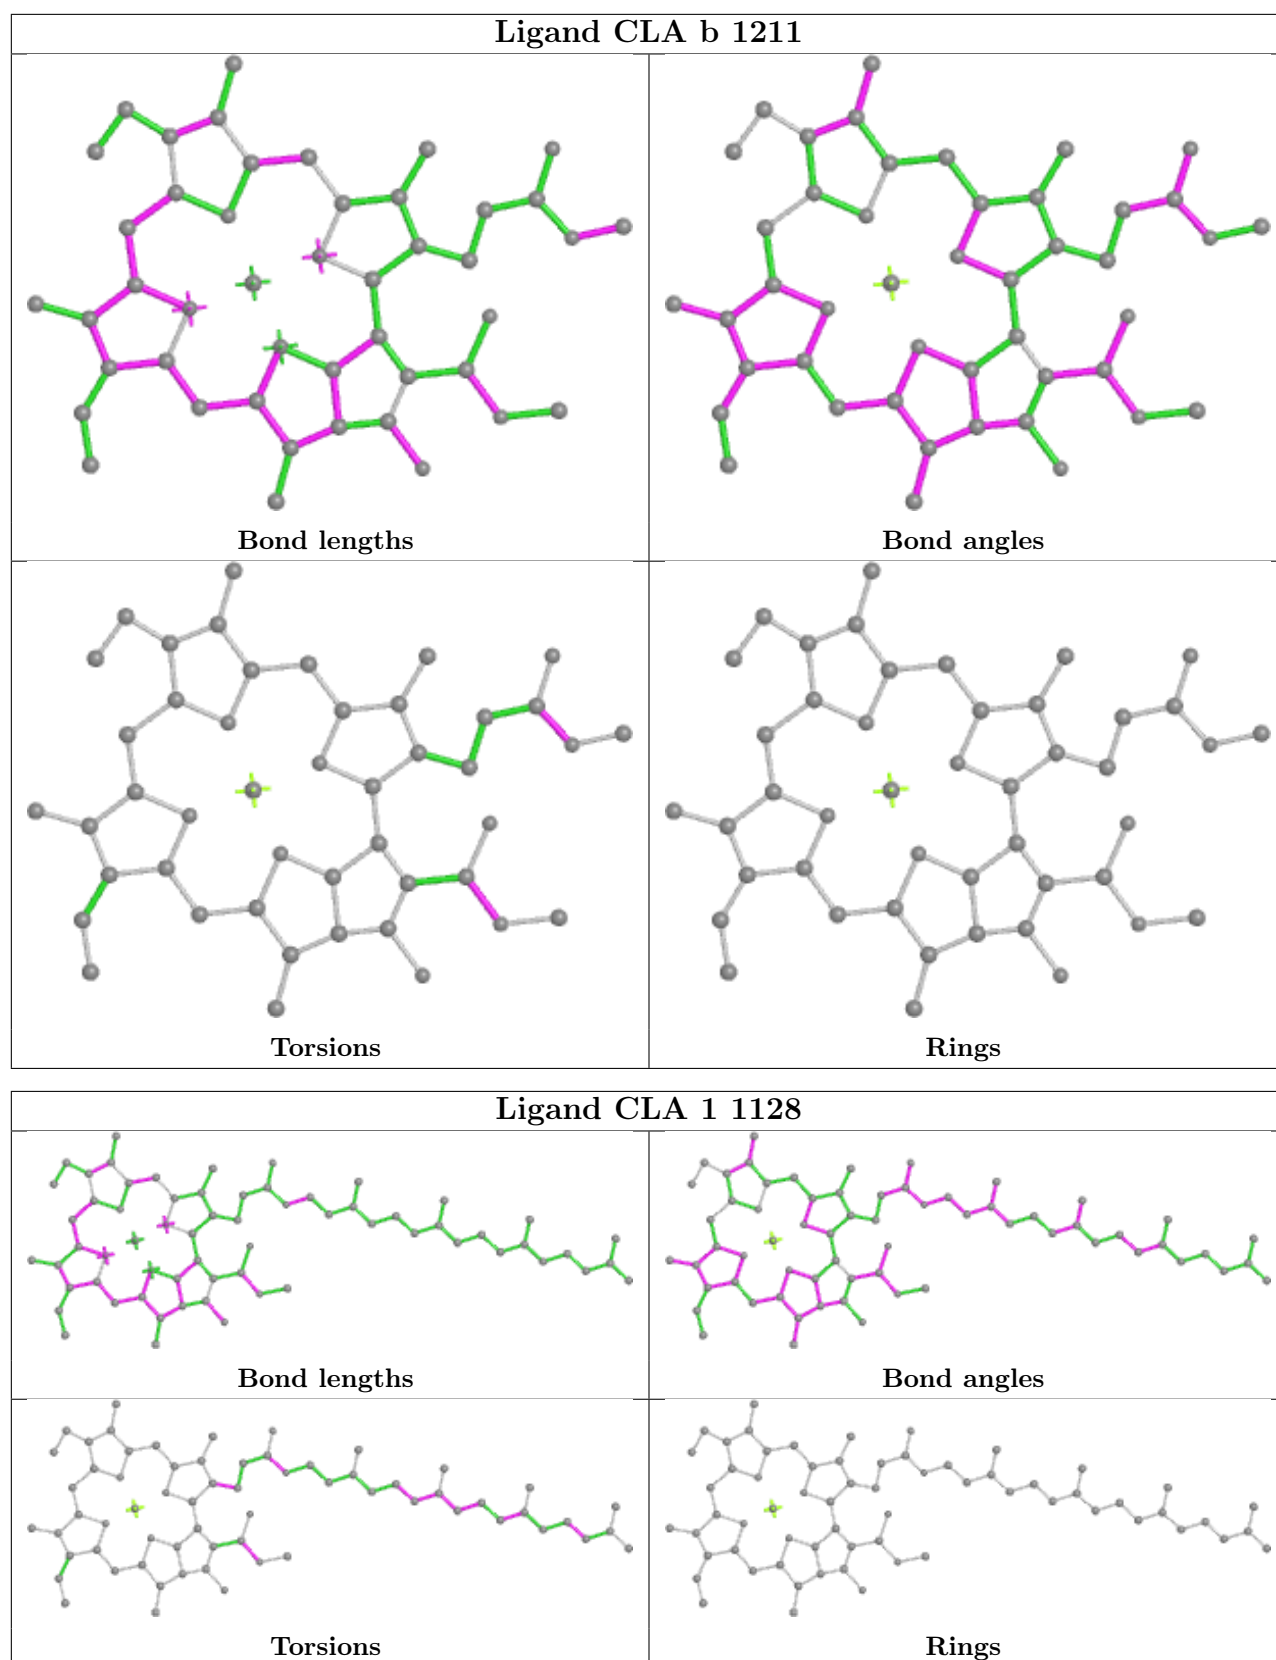 Ligand CLA b 1211
Bond lengths
Bond angles
Torsions
Rings
Ligand CLA 1 1128
Bond lengths
Bond angles
Torsions
Rings